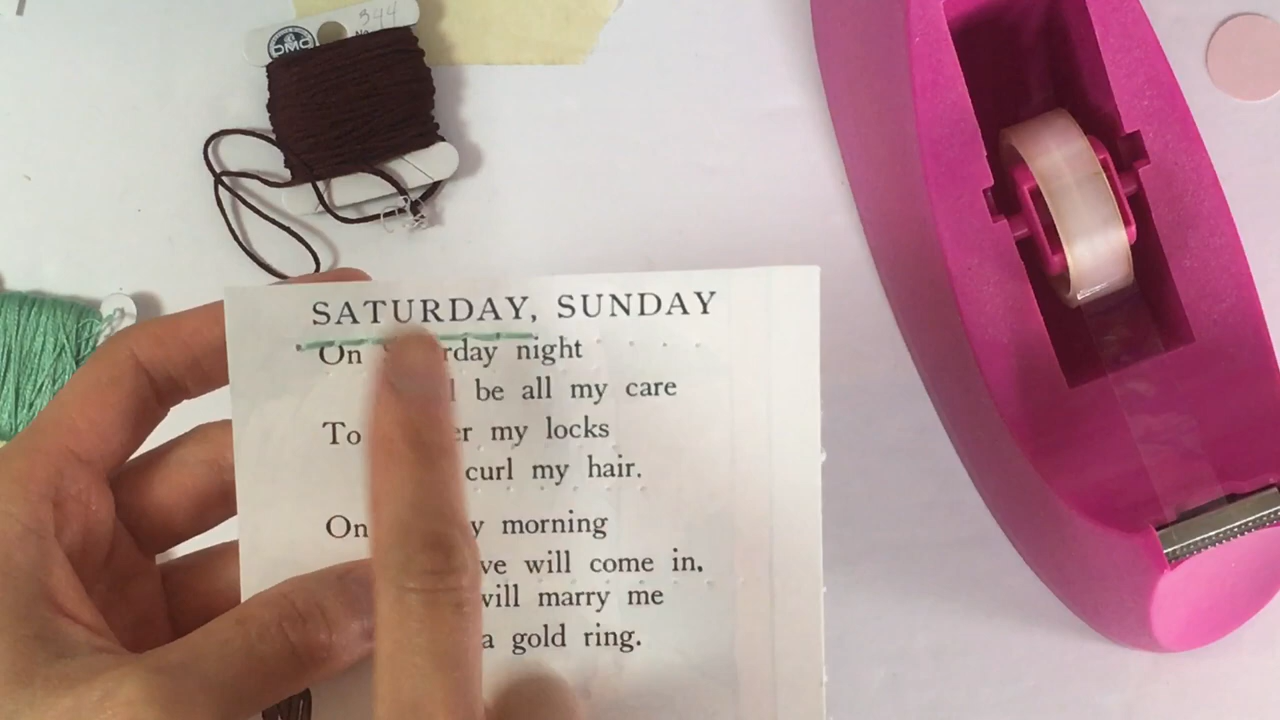 344
DMC
SATURDAY, SUNDAY
On rday night
be all my care
To er my locks
curl my hair.
On y morning
ve will come in,
will marry me
a gold ring.